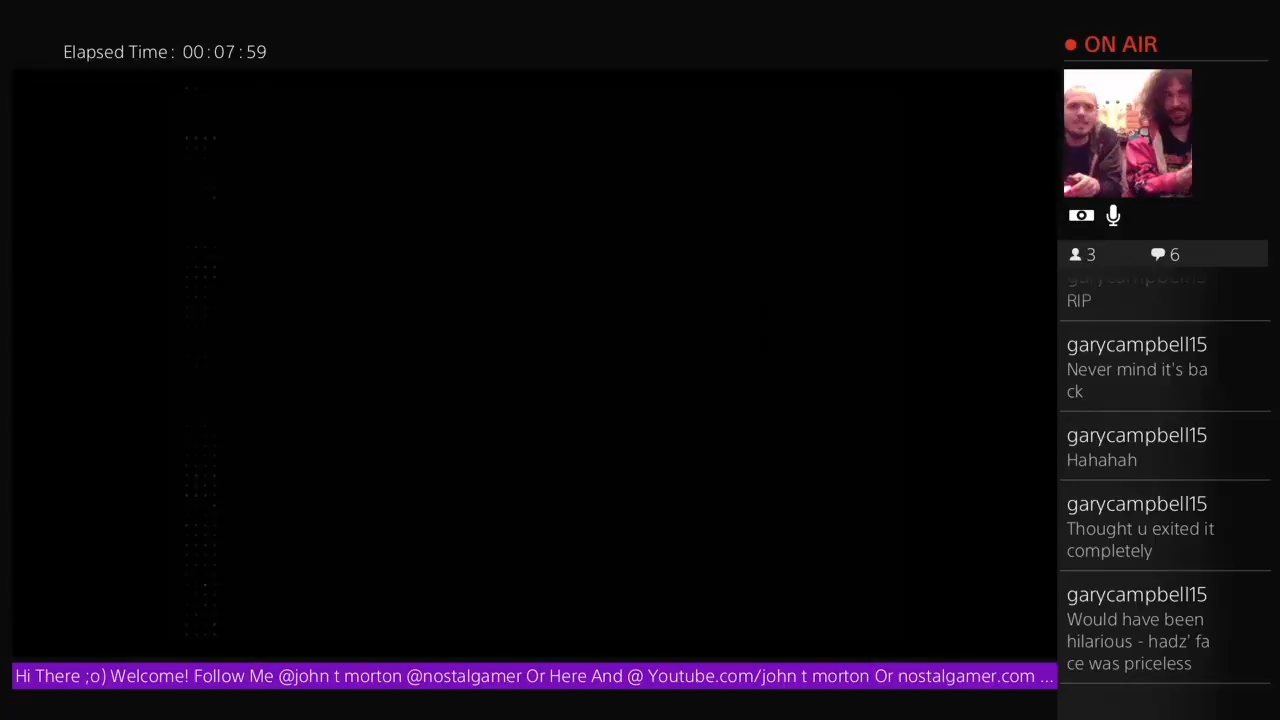 Elapsed Time: 00:07:59
ON AIR
3
6
garycampbell15
RIP
garycampbell15
Never mind it's ba
ck
garycampbell15
Hahahah
garycampbell15
Thought u exited it
completely
garycampbell15
Would have been
hilarious - hadz' fa
ce was priceless
Hi There ;o) Welcome! Follow Me @john t morton @nostalgamer Or Here And @ Youtube.com/john t morton Or nostalgamer.com ...